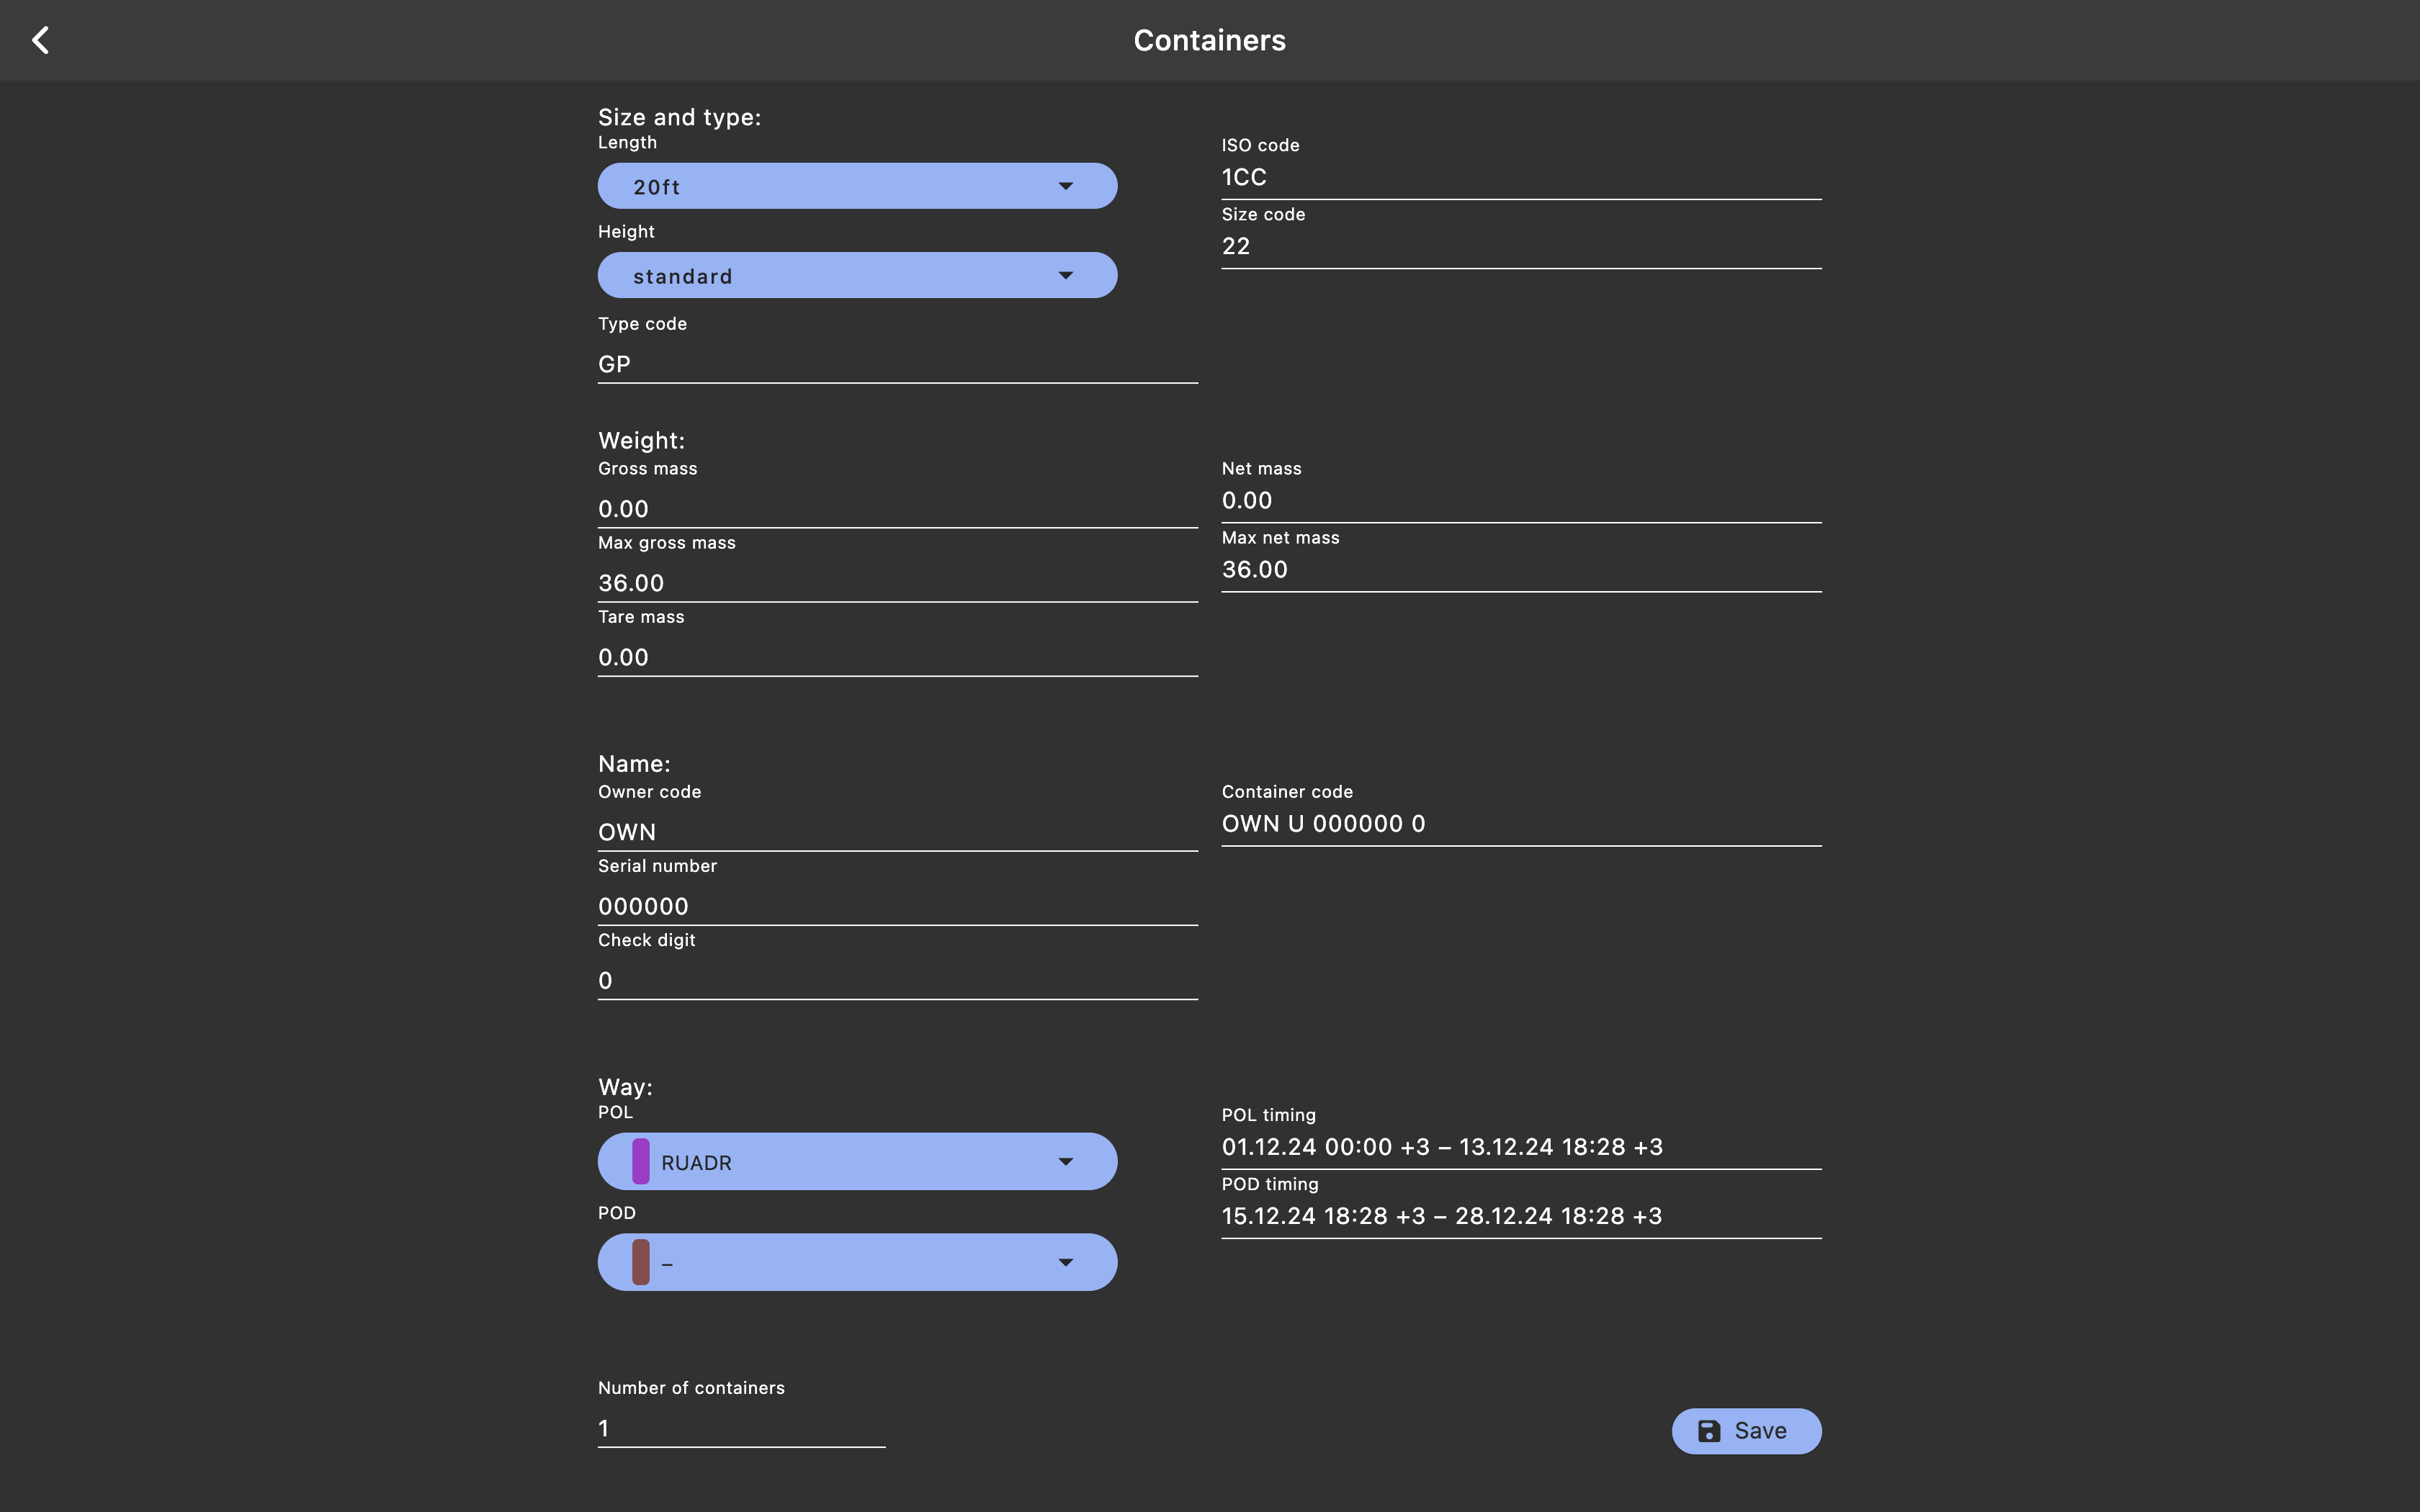 Containers
Size and type:
Length
20ft
Height
standard
Type code
GP
ISO code
1CC
Size code
22
Weight:
Gross mass
0.00
Max gross mass
36.00
Tare mass
0.00
Net mass
0.00
Max net mass
36.00
Name:
Owner code
OWN
Serial number
000000
Check digit
0
Container code
OWN U 000000 0
Way:
POL
RUADR
POD
–
POL timing
01.12.24 00:00 +3 – 13.12.24 18:28 +3
POD timing
15.12.24 18:28 +3 – 28.12.24 18:28 +3
Number of containers
1
Save